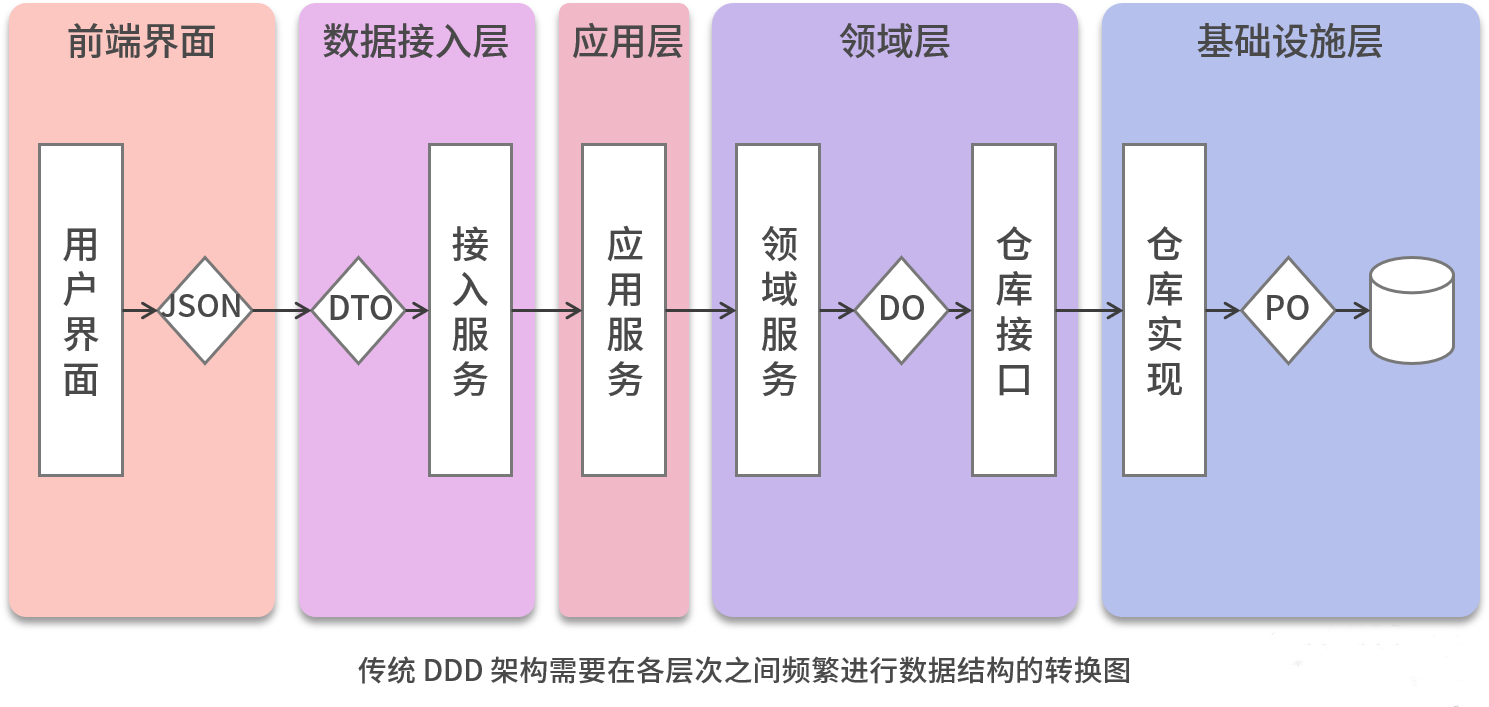 前端界面
数据接入层
应用层
领域层
基础设施层
用户界面
JSON
DTO
接入服务
应用服务
领域服务
DO
仓库接口
仓库实现
PO
传统 DDD 架构需要在各层次之间频繁进行数据结构的转换图